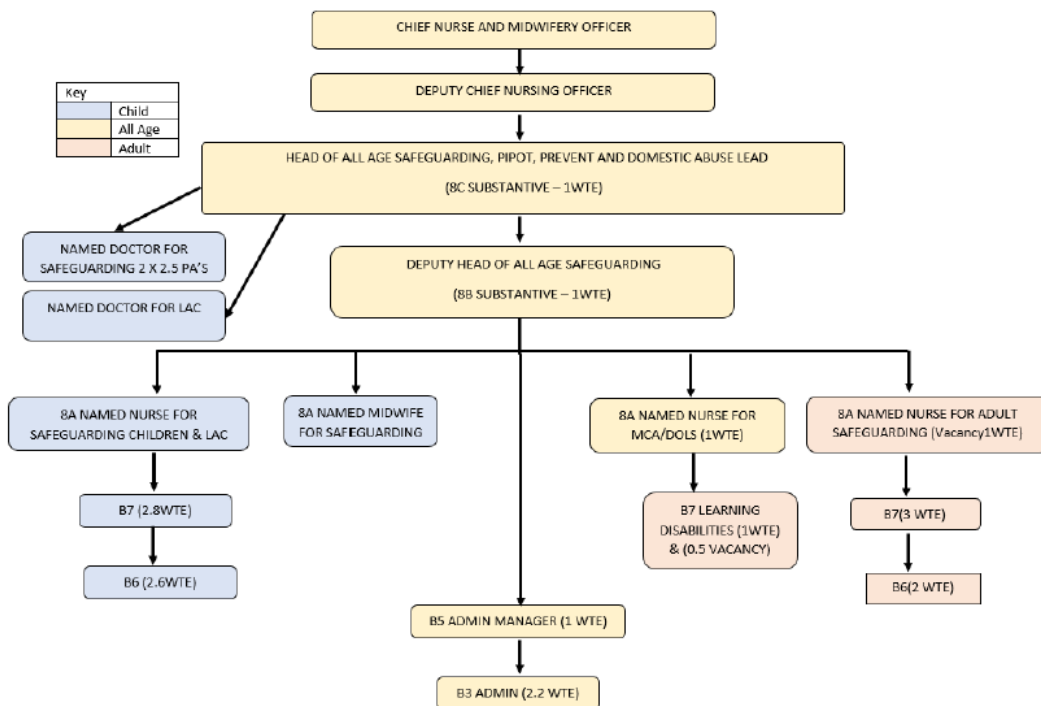 CHIEF NURSE AND MIDWIFERY OFFICER
DEPUTY CHIEF NURSING OFFICER
Key
Child
All Age
Adult
HEAD OF ALL AGE SAFEGUARDING, PIPOT, PREVENT AND DOMESTIC ABUSE LEAD
(8C SUBSTANTIVE – 1WTE)
NAMED DOCTOR FOR
SAFEGUARDING 2 X 2.5 PA'S
NAMED DOCTOR FOR LAC
DEPUTY HEAD OF ALL AGE SAFEGUARDING
(8B SUBSTANTIVE – 1WTE)
8A NAMED NURSE FOR
SAFEGUARDING CHILDREN & LAC
8A NAMED MIDWIFE
FOR SAFEGUARDING
8A NAMED NURSE FOR
MCA/DOLS (1WTE)
8A NAMED NURSE FOR ADULT
SAFEGUARDING (Vacancy1WTE)
B7 (2.8WTE)
B7 LEARNING
DISABILITIES (1WTE)
& (0.5 VACANCY)
B7(3 WTE)
B6 (2.6WTE)
B6(2 WTE)
B5 ADMIN MANAGER (1 WTE)
B3 ADMIN (2.2 WTE)